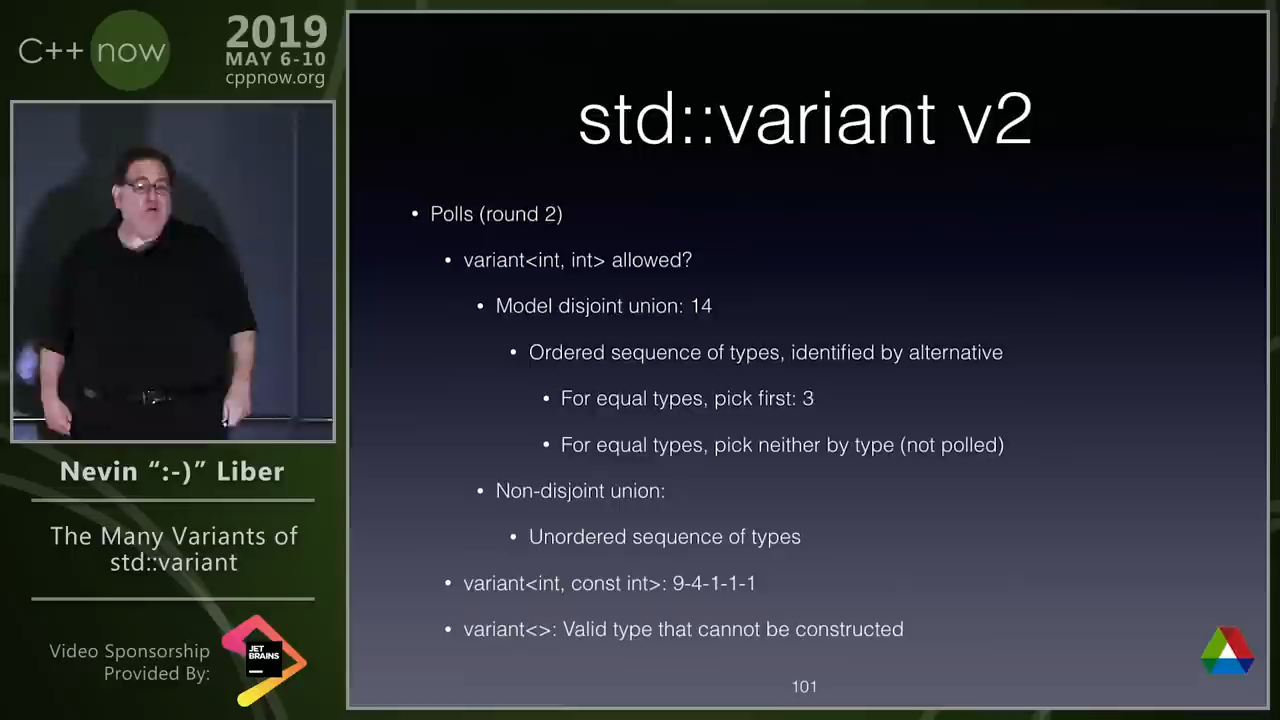 C++ now
2019
MAY 6-10
cppnow.org
std::variant v2
• Polls (round 2)
• variant<int, int> allowed?
• Model disjoint union: 14
• Ordered sequence of types, identified by alternative
• For equal types, pick first: 3
• For equal types, pick neither by type (not polled)
• Non-disjoint union:
• Unordered sequence of types
• variant<int, const int>: 9-4-1-1-1
• variant<>: Valid type that cannot be constructed
101
Nevin “:-)” Liber
The Many Variants of
std::variant
Video Sponsorship
Provided By:
JET
BRAINS